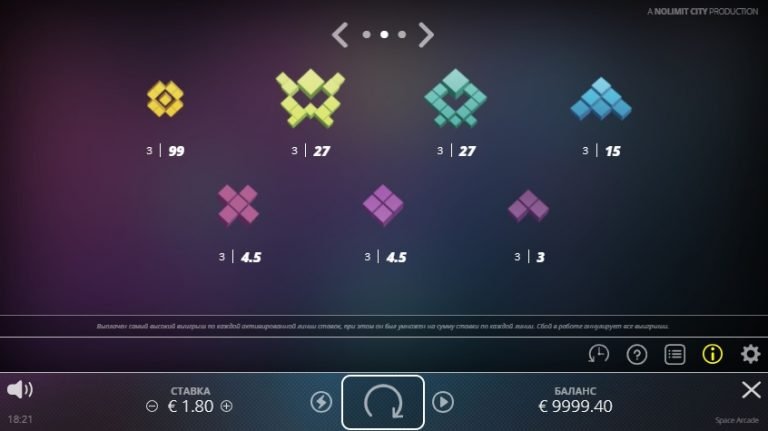 A NOLIMIT CITY PRODUCTION
3 | 99
3 | 27
3 | 27
3 | 15
3 | 4.5
3 | 4.5
3 | 3
Выплачен самый высокий выигрыш по каждой активированной линии ставок, при этом он был умножен на сумму ставки по каждой линии. Сбой в работе аннулирует все выигрыши.
СТАВКА
€ 1.80
БАЛАНС
€ 9999.40
18:21
Space Arcade